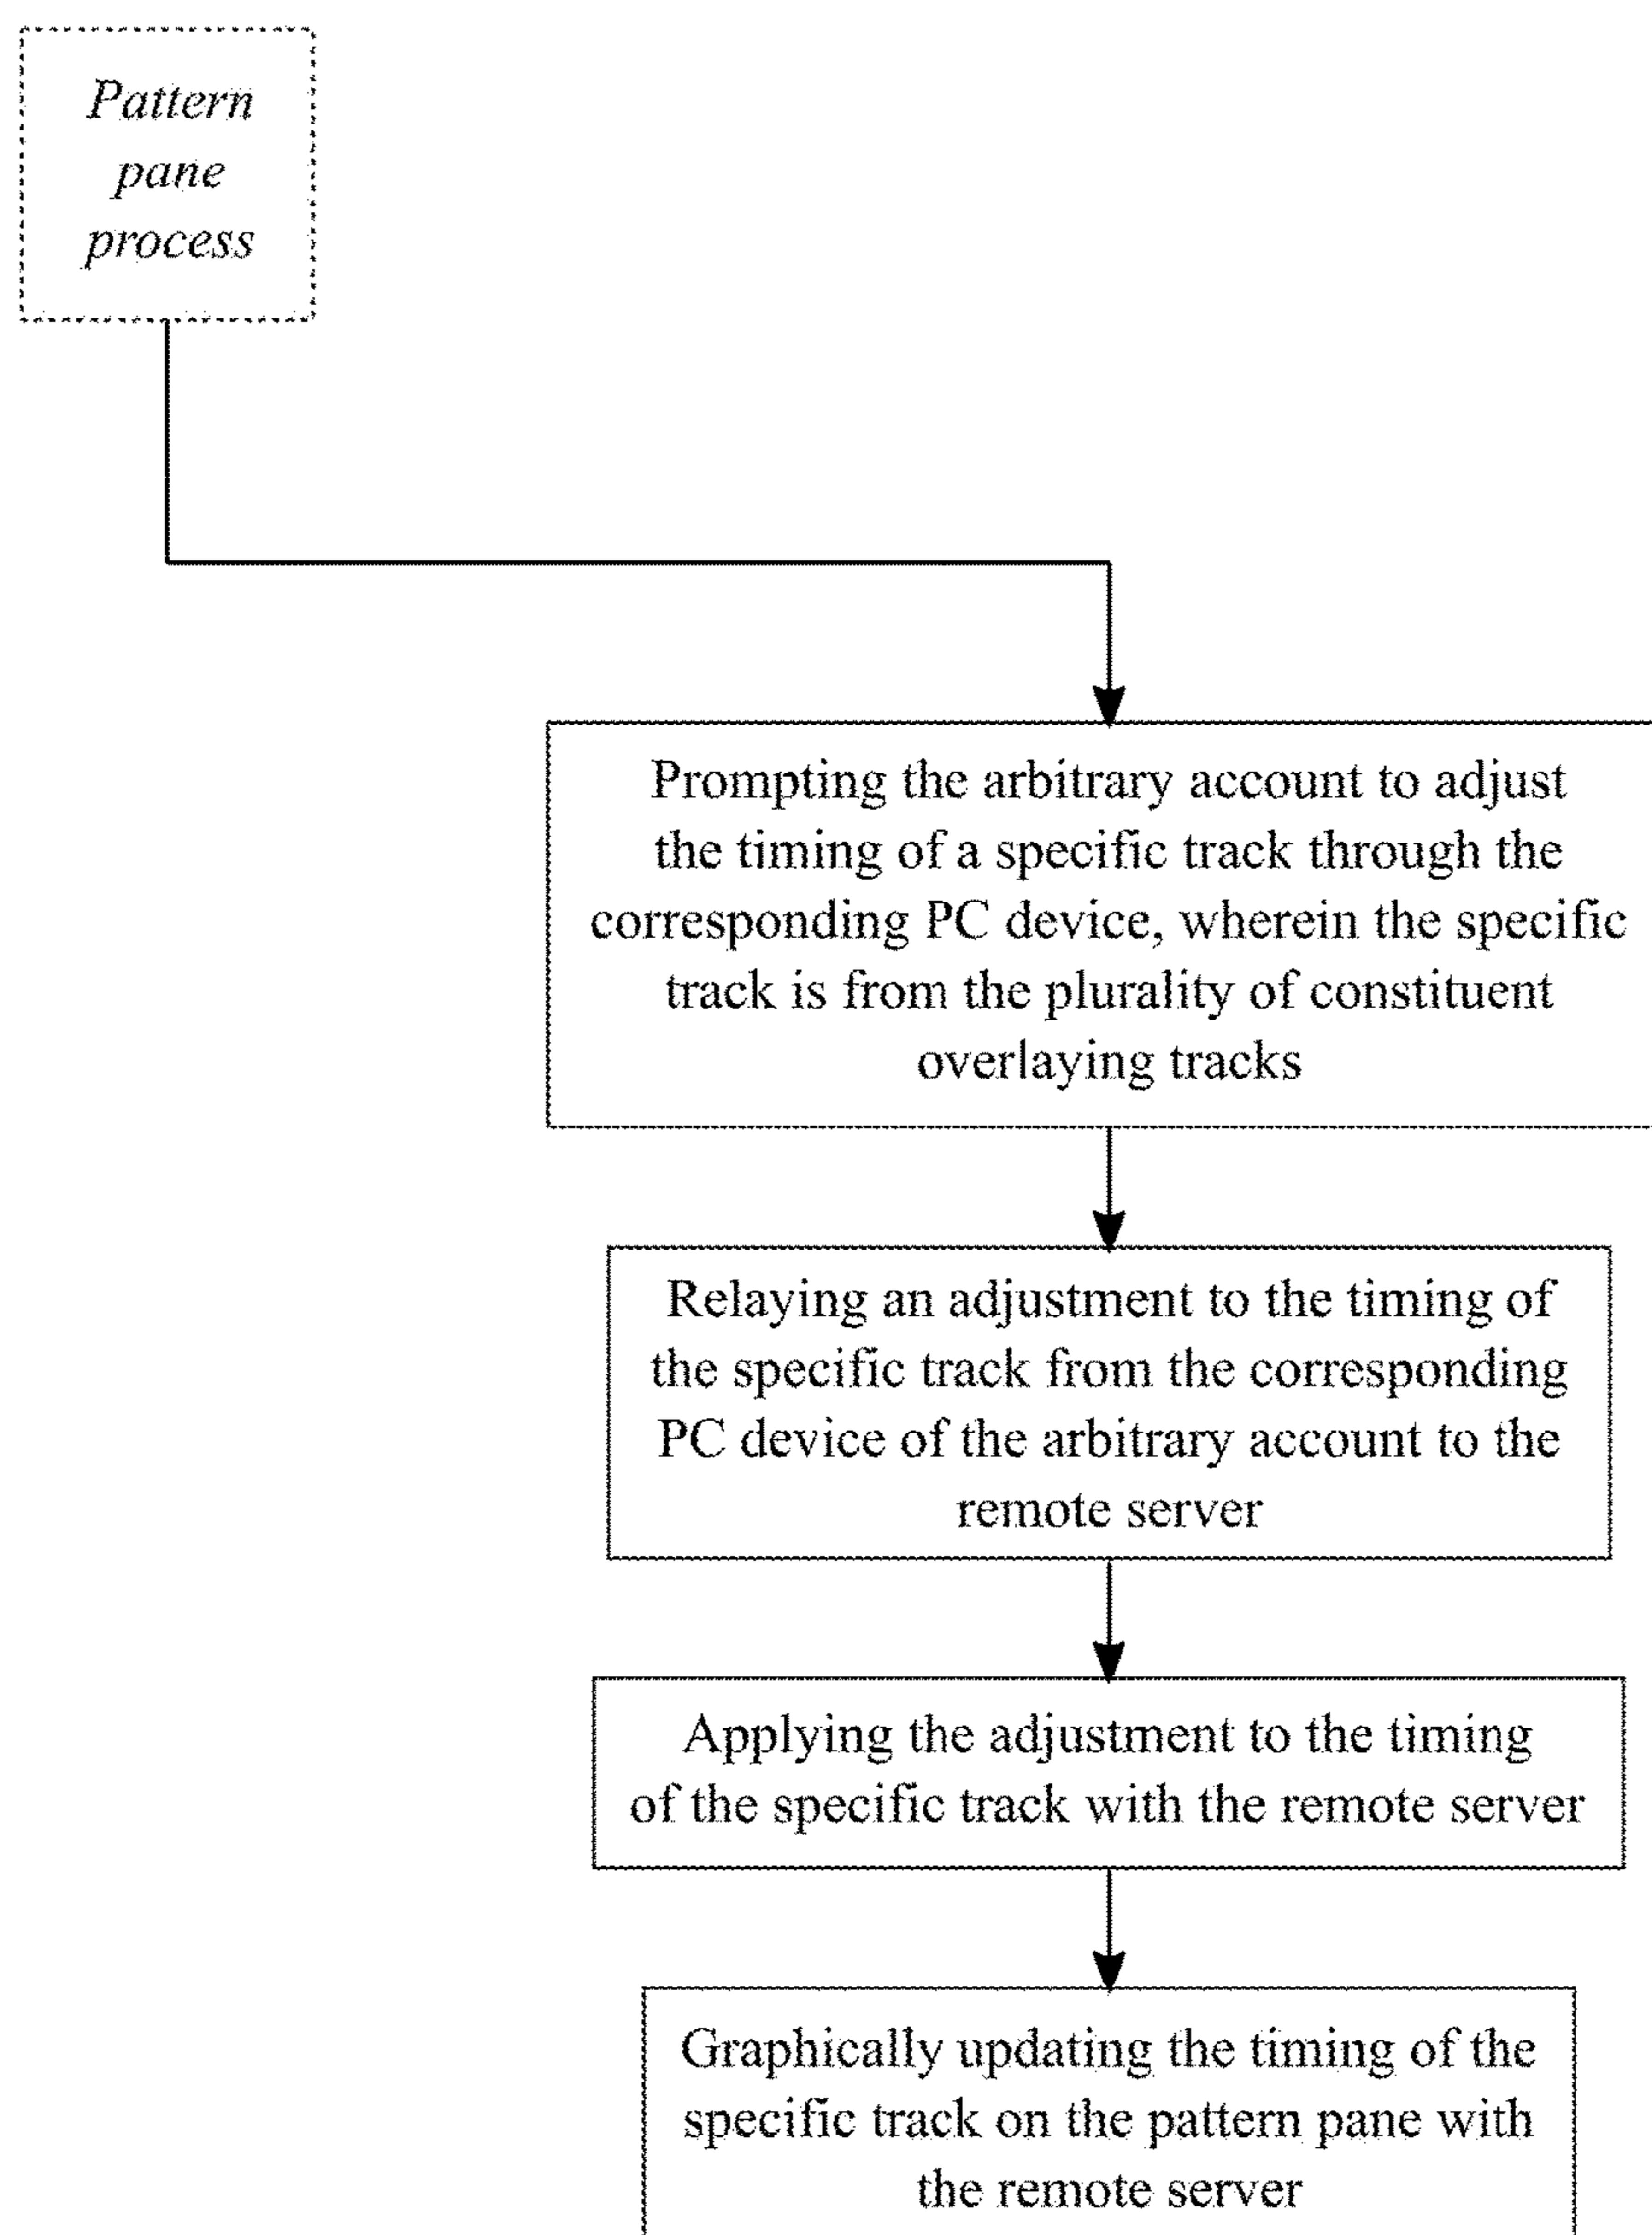 Pattern
pane
process
Prompting the arbitrary account to adjust
the timing of a specific track through the
corresponding PC device, wherein the specific
track is from the plurality of constituent
overlaying tracks
Relaying an adjustment to the timing of
the specific track from the corresponding
PC device of the arbitrary account to the
remote server
Applying the adjustment to the timing
of the specific track with the remote server
Graphically updating the timing of the
specific track on the pattern pane with
the remote server